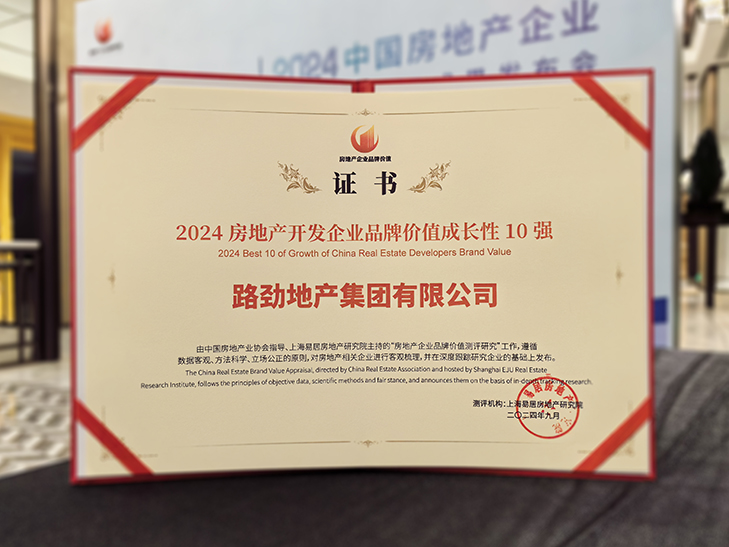 2024中国房地产企业
发布会
房地产企业品牌价值
证书
2024 房地产开发企业品牌价值成长性 10 强
2024 Best 10 of Growth of China Real Estate Developers Brand Value
路劲地产集团有限公司
由中国房地产业协会指导、上海易居房地产研究院主持的“房地产企业品牌价值测评研究”工作，遵循
数据客观、方法科学、立场公正的原则，对房地产相关企业进行客观梳理，并在深度跟踪研究企业的基础上发布。
The China Real Estate Brand Value Appraisal, directed by China Real Estate Association and hosted by Shanghai EJU Real Estate
Research Institute, follows the principles of objective data, scientific methods and fair stance, and announces them on the basis of in-depth tracking research.
测评机构：上海易居房地产研究院
二〇二四年九月